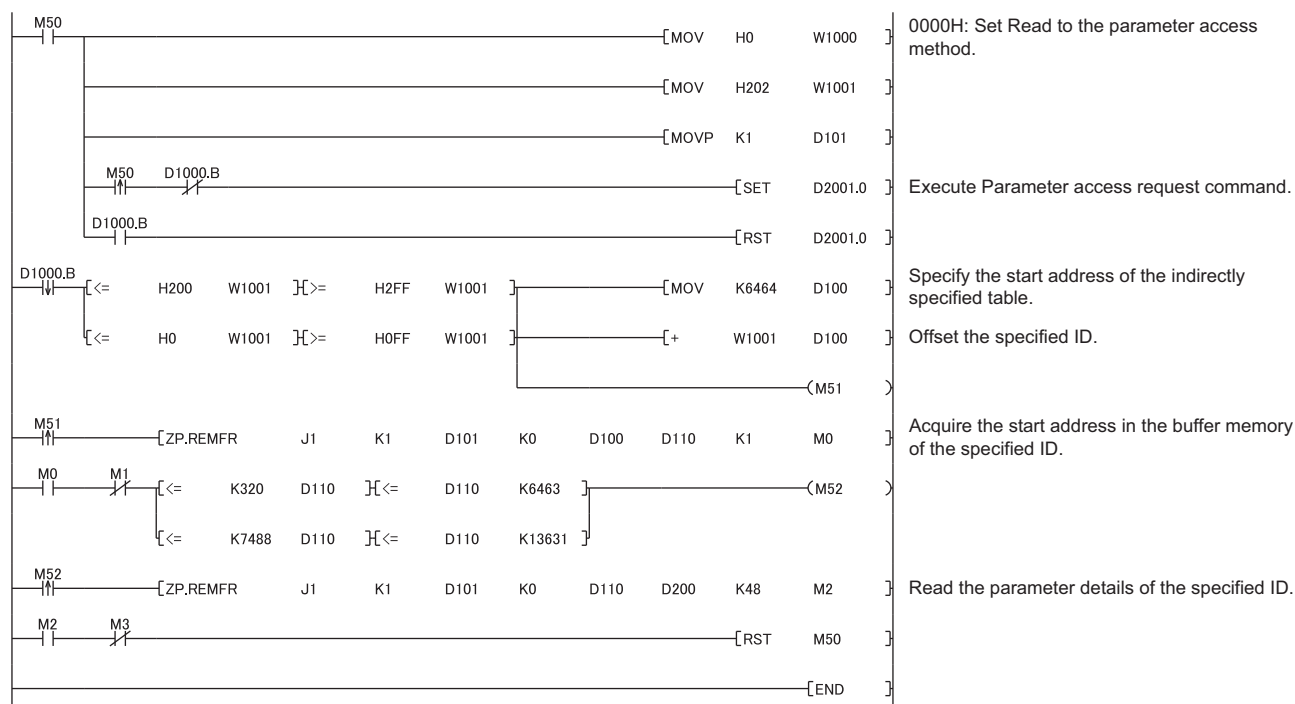 M50
[MOV H0 W1000 ]
0000H: Set Read to the parameter access
method.
[MOV H202 W1001 ]
[MOVP K1 D101 ]
M50 D1000.B
[SET D2001.0 ]
Execute Parameter access request command.
D1000.B
[RST D2001.0 ]
D1000.B
[<= H200 W1001 ][>= H2FF W1001 ]
[MOV K6464 D100 ]
Specify the start address of the indirectly
specified table.
[<= H0 W1001 ][>= H0FF W1001 ]
[+ W1001 D100 ]
Offset the specified ID.
(M51 )
M51
[ZP.REMFR J1 K1 D101 K0 D100 D110 K1 M0 ]
Acquire the start address in the buffer memory
of the specified ID.
M0 M1
[<= K320 D110 ][<= D110 K6463 ]
(M52 )
[<= K7488 D110 ][<= D110 K13631 ]
M52
[ZP.REMFR J1 K1 D101 K0 D110 D200 K48 M2 ]
Read the parameter details of the specified ID.
M2 M3
[RST M50 ]
[END ]